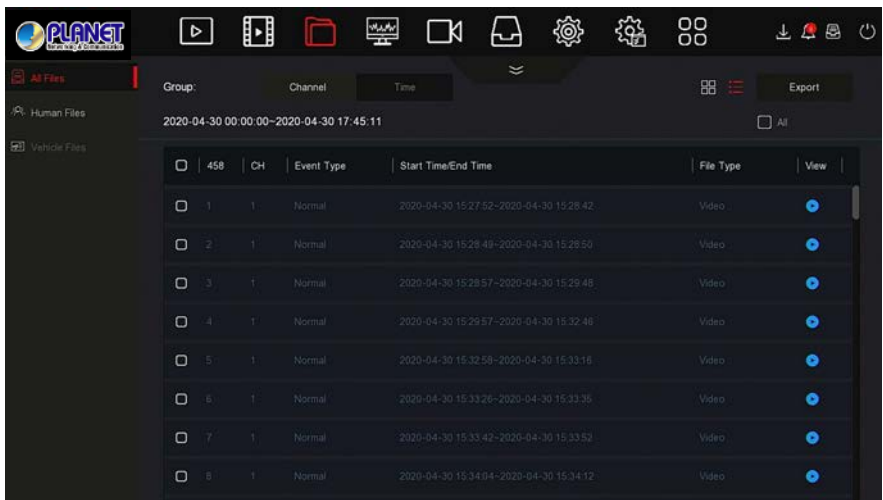 PLANET
Networking & Communication
All Files
Human Files
Vehicle Files
Group: Channel Time Export
2020-04-30 00:00:00~2020-04-30 17:45:11 All
458 CH Event Type Start Time/End Time File Type View
1 1 Normal 2020-04-30 15:27:52~2020-04-30 15:28:42 Video
2 1 Normal 2020-04-30 15:28:49~2020-04-30 15:28:50 Video
3 1 Normal 2020-04-30 15:28:57~2020-04-30 15:29:48 Video
4 1 Normal 2020-04-30 15:29:57~2020-04-30 15:32:46 Video
5 1 Normal 2020-04-30 15:32:58~2020-04-30 15:33:16 Video
6 1 Normal 2020-04-30 15:33:26~2020-04-30 15:33:35 Video
7 1 Normal 2020-04-30 15:33:42~2020-04-30 15:33:52 Video
8 1 Normal 2020-04-30 15:34:04~2020-04-30 15:34:12 Video